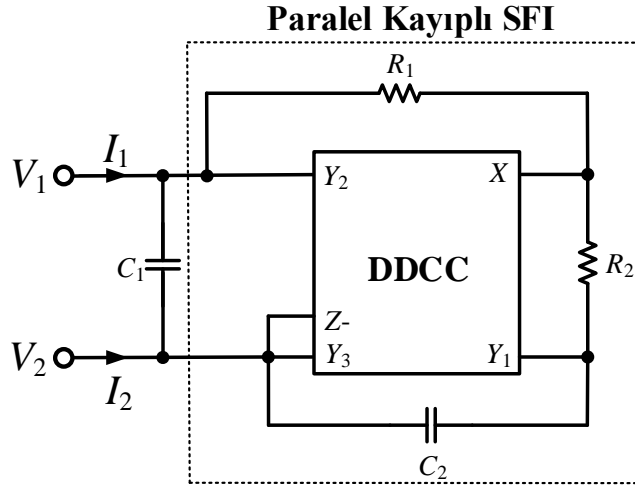 Paralel Kayıplı SFI
R₁
I₁
V₁
Y₂
X
C₁
DDCC
R₂
Z-
V₂
Y₃
Y₁
I₂
C₂